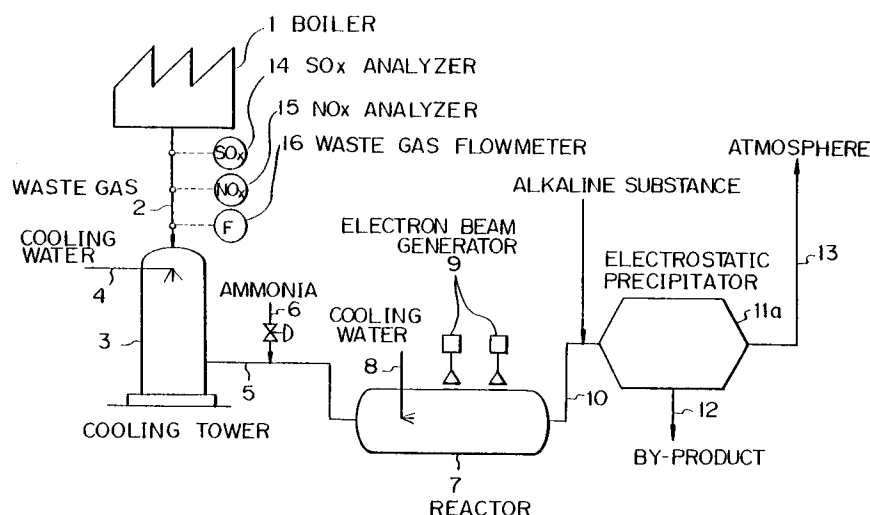 1 BOILER
14 SOx ANALYZER
15 NOx ANALYZER
16 WASTE GAS FLOWMETER
SOx
NOx
F
WASTE GAS
2
COOLING
WATER
4
3
COOLING TOWER
AMMONIA
6
5
COOLING
WATER
8
ELECTRON BEAM
GENERATOR
9
7
REACTOR
ALKALINE SUBSTANCE
10
ELECTROSTATIC
PRECIPITATOR
11a
12
BY-PRODUCT
ATMOSPHERE
13